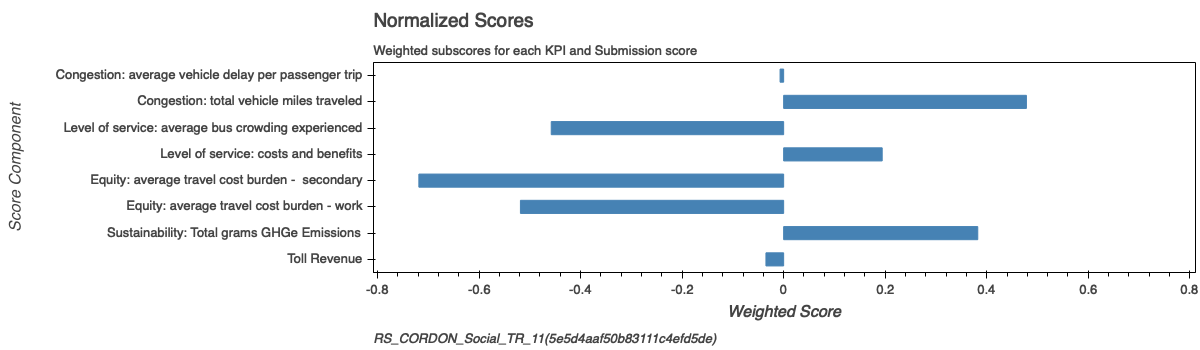 Normalized Scores
Weighted subscores for each KPI and Submission score
Score Component
Congestion: average vehicle delay per passenger trip
Congestion: total vehicle miles traveled
Level of service: average bus crowding experienced
Level of service: costs and benefits
Equity: average travel cost burden -  secondary
Equity: average travel cost burden - work
Sustainability: Total grams GHGe Emissions
Toll Revenue
-0.8 -0.6 -0.4 -0.2 0 0.2 0.4 0.6 0.8
Weighted Score
RS_CORDON_Social_TR_11(5e5d4aaf50b83111c4efd5de)